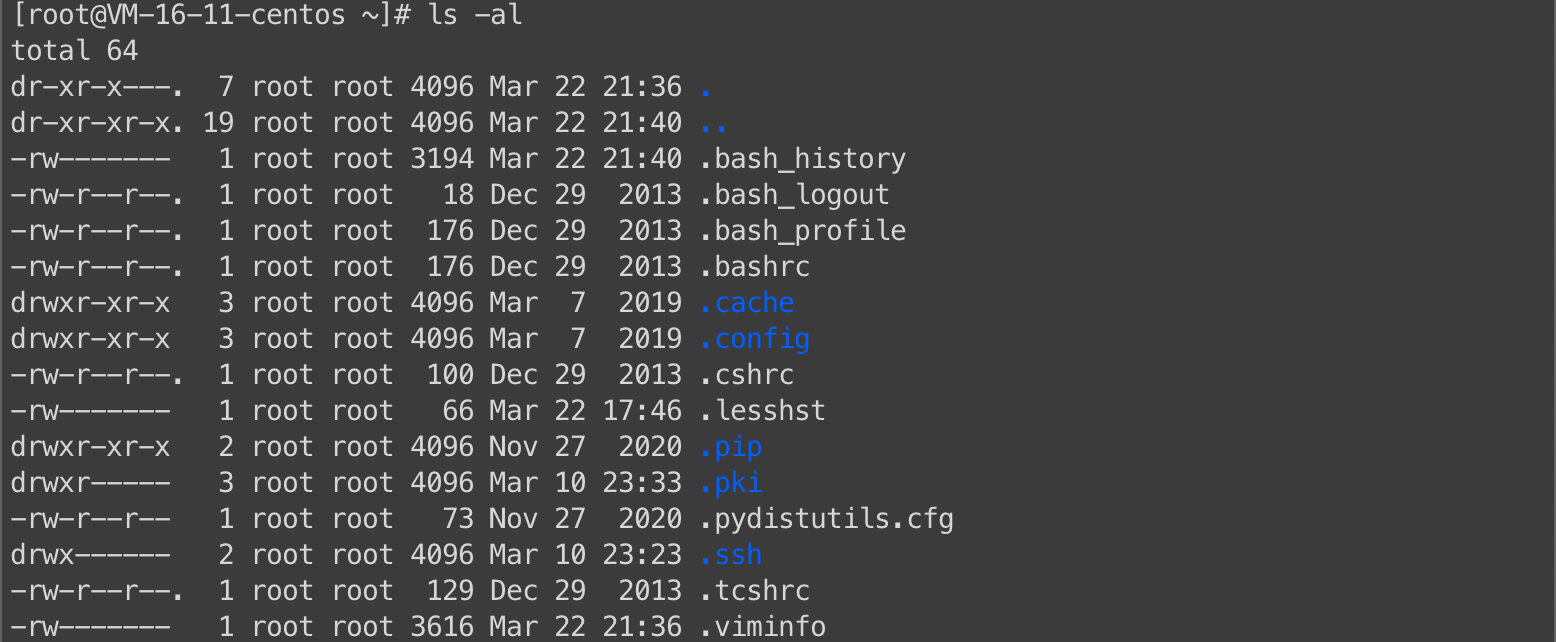 [root@VM-16-11-centos ~]# ls -al
total 64
dr-xr-x---.  7 root root 4096 Mar 22 21:36 .
dr-xr-xr-x. 19 root root 4096 Mar 22 21:40 ..
-rw-------   1 root root 3194 Mar 22 21:40 .bash_history
-rw-r--r--.  1 root root   18 Dec 29  2013 .bash_logout
-rw-r--r--.  1 root root  176 Dec 29  2013 .bash_profile
-rw-r--r--.  1 root root  176 Dec 29  2013 .bashrc
drwxr-xr-x   3 root root 4096 Mar  7  2019 .cache
drwxr-xr-x   3 root root 4096 Mar  7  2019 .config
-rw-r--r--.  1 root root  100 Dec 29  2013 .cshrc
-rw-------   1 root root   66 Mar 22 17:46 .lesshst
drwxr-xr-x   2 root root 4096 Nov 27  2020 .pip
drwxr-----   3 root root 4096 Mar 10 23:33 .pki
-rw-r--r--   1 root root   73 Nov 27  2020 .pydistutils.cfg
drwx------   2 root root 4096 Mar 10 23:23 .ssh
-rw-r--r--.  1 root root  129 Dec 29  2013 .tcshrc
-rw-------   1 root root 3616 Mar 22 21:36 .viminfo